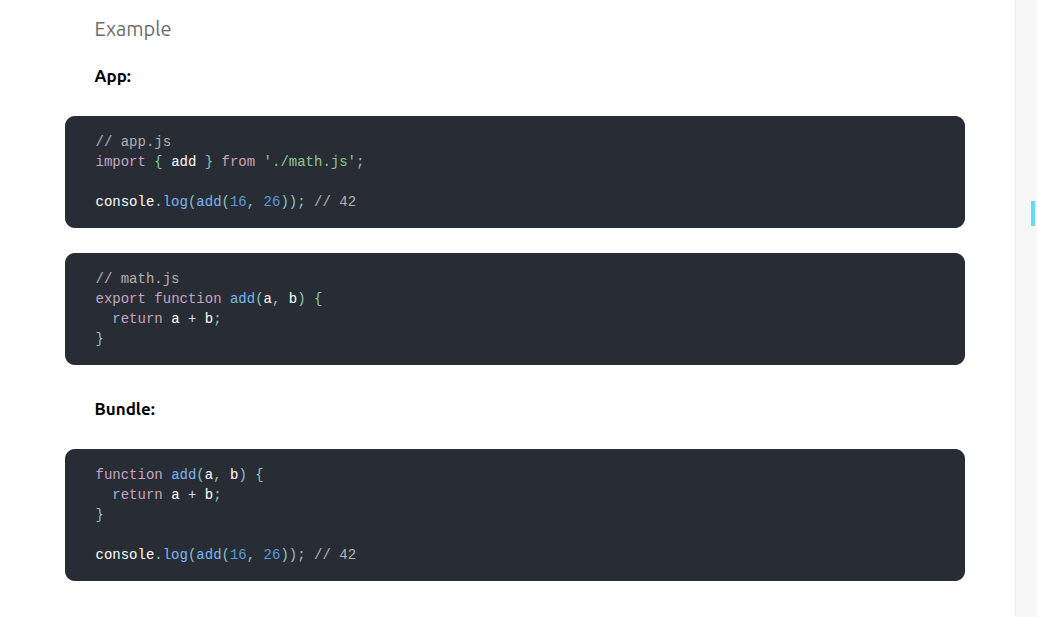 Example
App:
// app.js
import { add } from './math.js';
console.log(add(16, 26)); // 42
// math.js
export function add(a, b) {
  return a + b;
}
Bundle:
function add(a, b) {
  return a + b;
}
console.log(add(16, 26)); // 42